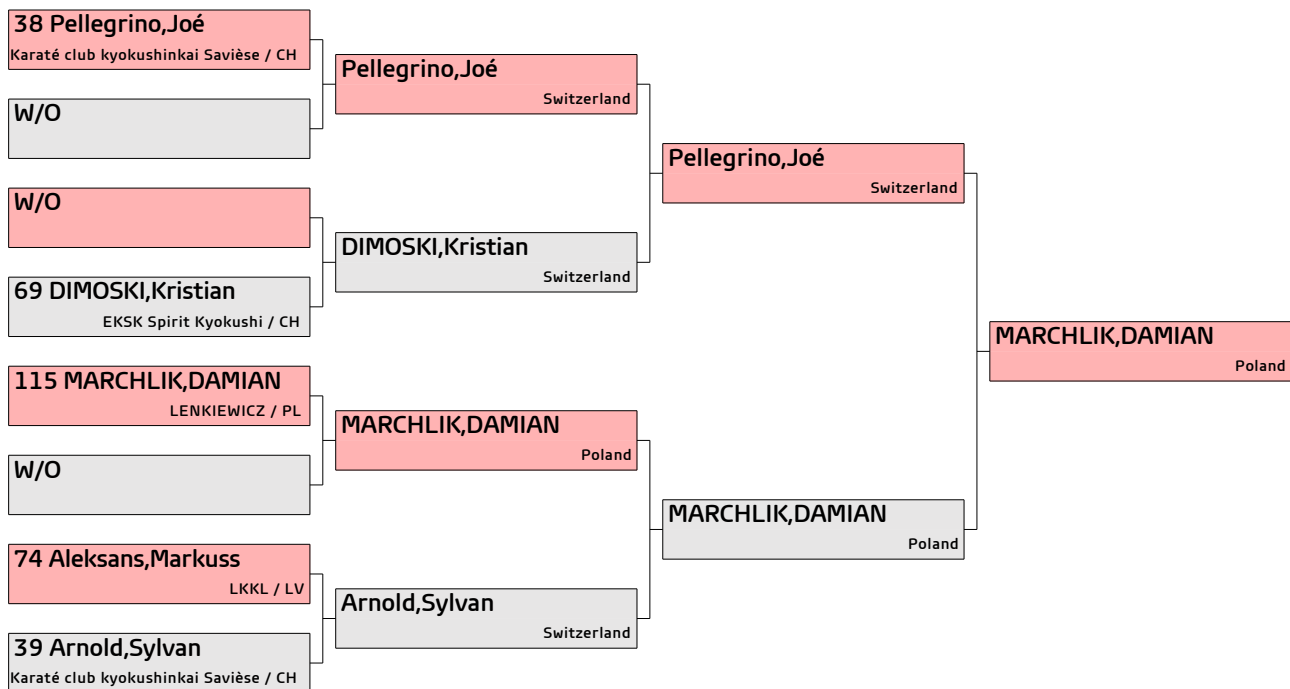 38 Pellegrino,Joé
Karaté club kyokushinkai Savièse / CH
W/O
W/O
69 DIMOSKI,Kristian
EKSK Spirit Kyokushi / CH
115 MARCHLIK,DAMIAN
LENKIEWICZ / PL
W/O
74 Aleksans,Markuss
LKKL / LV
39 Arnold,Sylvan
Karaté club kyokushinkai Savièse / CH
Pellegrino,Joé
Switzerland
DIMOSKI,Kristian
Switzerland
MARCHLIK,DAMIAN
Poland
Arnold,Sylvan
Switzerland
Pellegrino,Joé
Switzerland
MARCHLIK,DAMIAN
Poland
MARCHLIK,DAMIAN
Poland